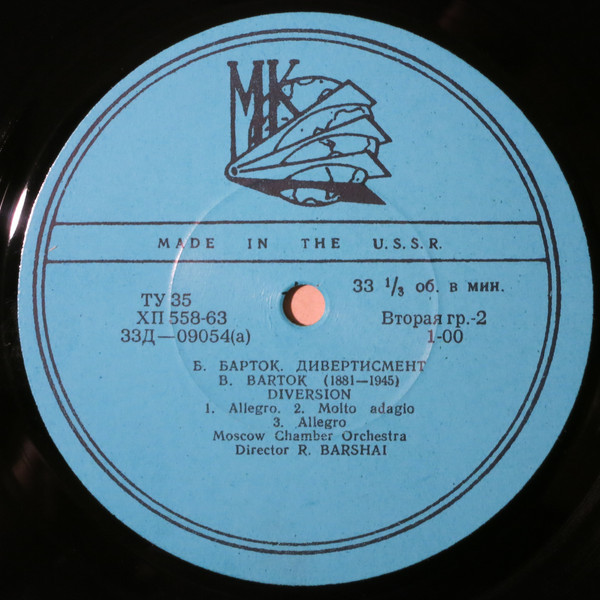 МК
MADE IN THE U.S.S.R.
33 1/3 об. в мин.
ТУ 35
ХП 558-63
Вторая гр.-2
33Д—09054(а)
1-00
Б. БАРТОК. ДИВЕРТИСМЕНТ
B. BARTOK (1881—1945)
DIVERSION
1. Allegro. 2. Molto adagio
3. Allegro
Moscow Chamber Orchestra
Director R. BARSHAI